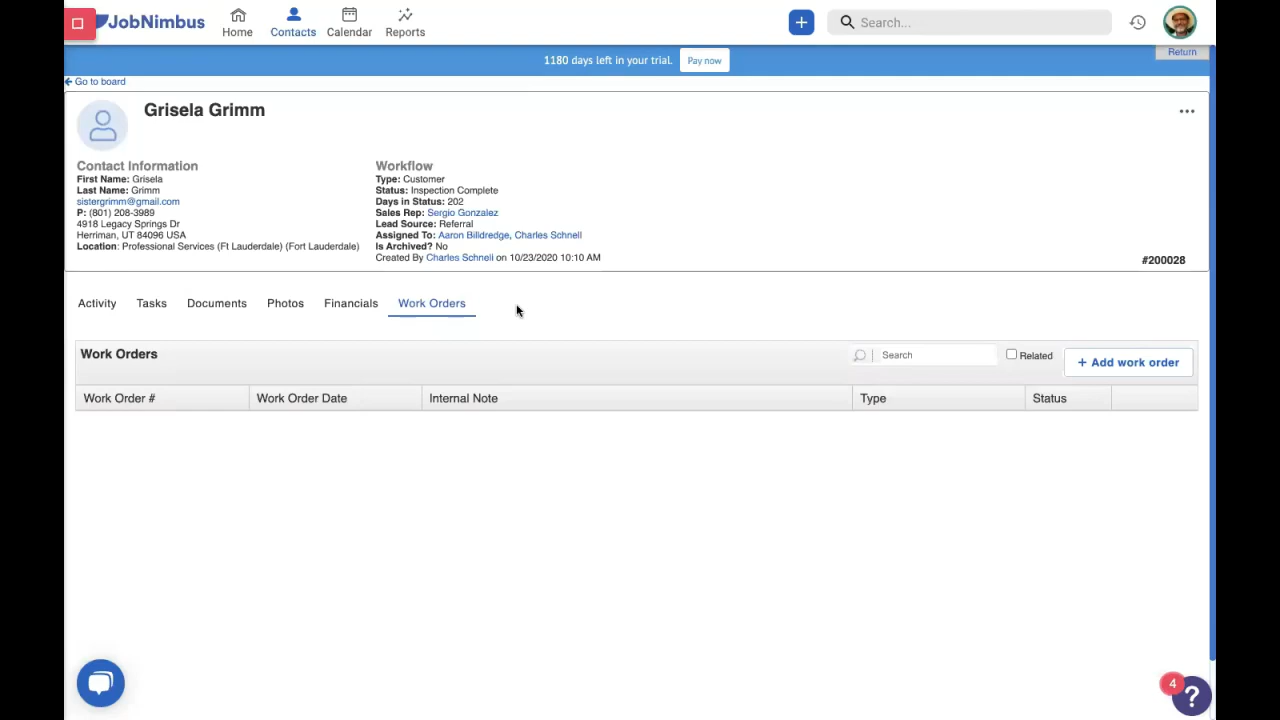 JobNimbus
Home
Contacts
Calendar
Reports
+
Search...
1180 days left in your trial.
Pay now
Return
Go to board
Grisela Grimm
Contact Information
First Name: Grisela
Last Name: Grimm
sistergrimm@gmail.com
P: (801) 208-3989
4918 Legacy Springs Dr
Herriman, UT 84096 USA
Location: Professional Services (Ft Lauderdale) (Fort Lauderdale)
Workflow
Type: Customer
Status: Inspection Complete
Days in Status: 202
Sales Rep: Sergio Gonzalez
Lead Source: Referral
Assigned To: Aaron Billdredge, Charles Schnell
Is Archived? No
Created By Charles Schnell on 10/23/2020 10:10 AM
#200028
Activity
Tasks
Documents
Photos
Financials
Work Orders
Work Orders
Search
Related
+ Add work order
Work Order #
Work Order Date
Internal Note
Type
Status
4
?